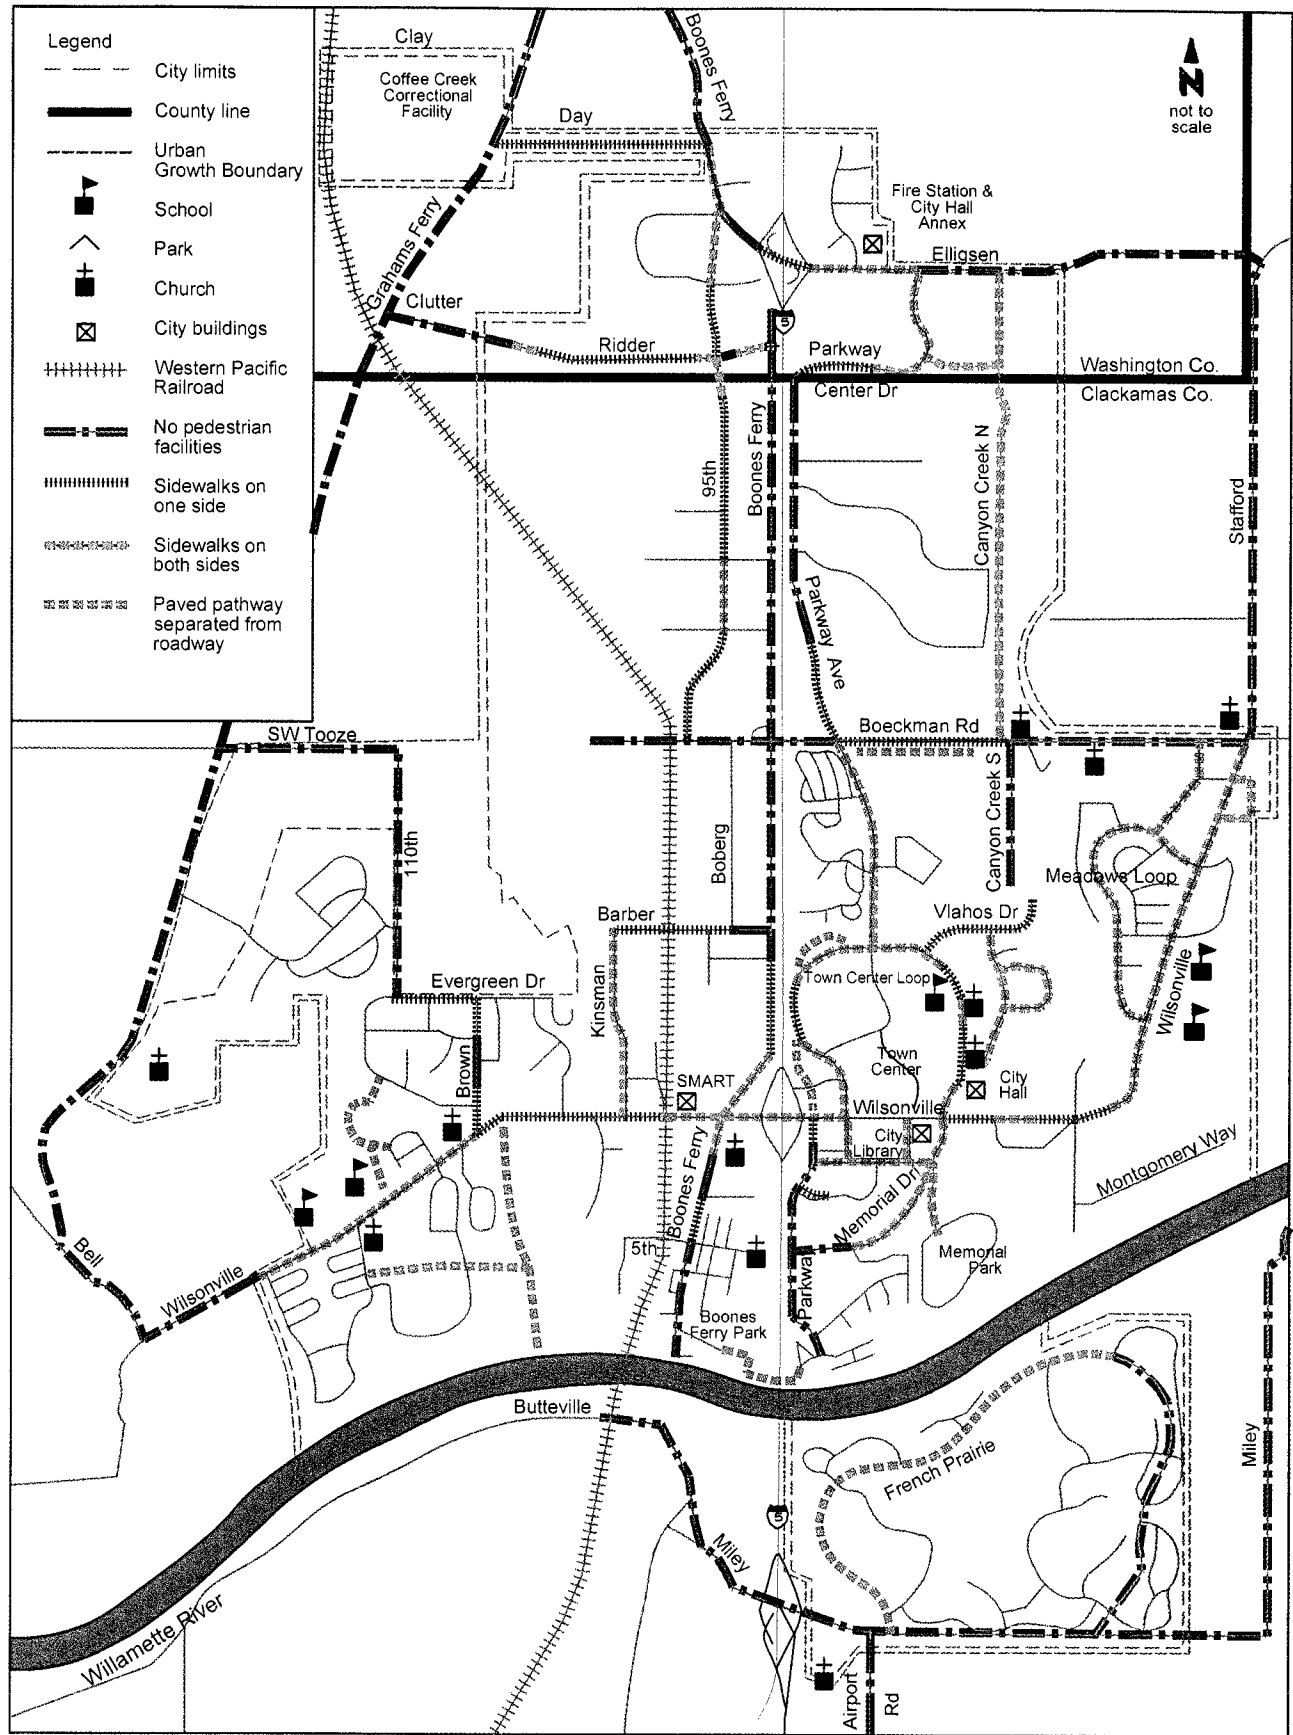 Legend
City limits
County line
Urban
Growth Boundary
School
Park
Church
City buildings
Western Pacific
Railroad
No pedestrian
facilities
Sidewalks on
one side
Sidewalks on
both sides
Paved pathway
separated from
roadway
Clay
Coffee Creek
Correctional
Facility
Boones Ferry
N
not to
scale
Day
Fire Station &
City Hall
Annex
Grahams Ferry
Elligsen
Clutter
5
Ridder
Parkway
Center Dr
Washington Co.
Clackamas Co.
Boones Ferry
95th
Canyon Creek N
Stafford
Parkway Ave
SW Tooze
Boeckman Rd
Canyon Creek S
110th
Boberg
Meadows Loop
Barber
Vlahos Dr
Evergreen Dr
Kinsman
Town Center Loop
Wilsonville
Brown
SMART
Town
Center
City
Hall
Wilsonville
City
Library
Boones Ferry
Memorial Dr
Montgomery Way
Bell
5th
Wilsonville
Parkway
Memorial
Park
Boones
Ferry Park
Butteville
French Prairie
Miley
5
Miley
Willamette River
Airport
Rd